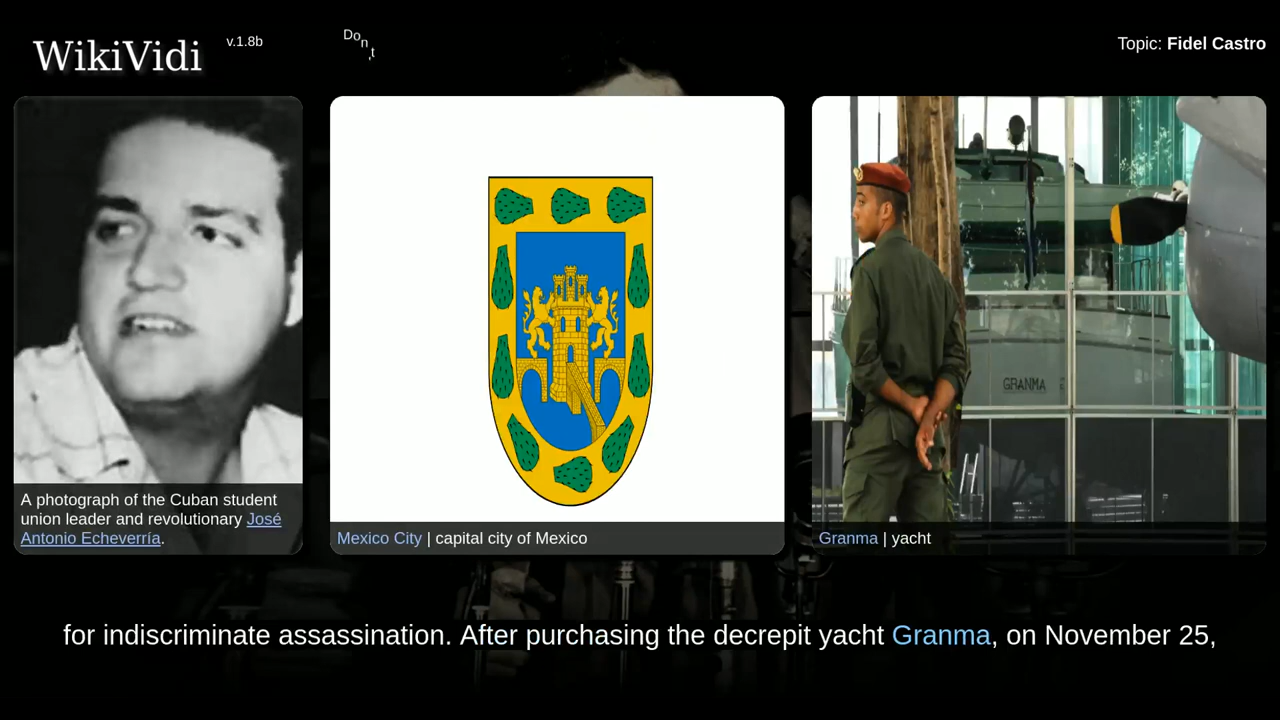 WikiVidi
v.1.8b
Don,t
Topic: Fidel Castro
A photograph of the Cuban student
union leader and revolutionary José
Antonio Echeverría.
Mexico City | capital city of Mexico
GRANMA
Granma | yacht
for indiscriminate assassination. After purchasing the decrepit yacht Granma, on November 25,